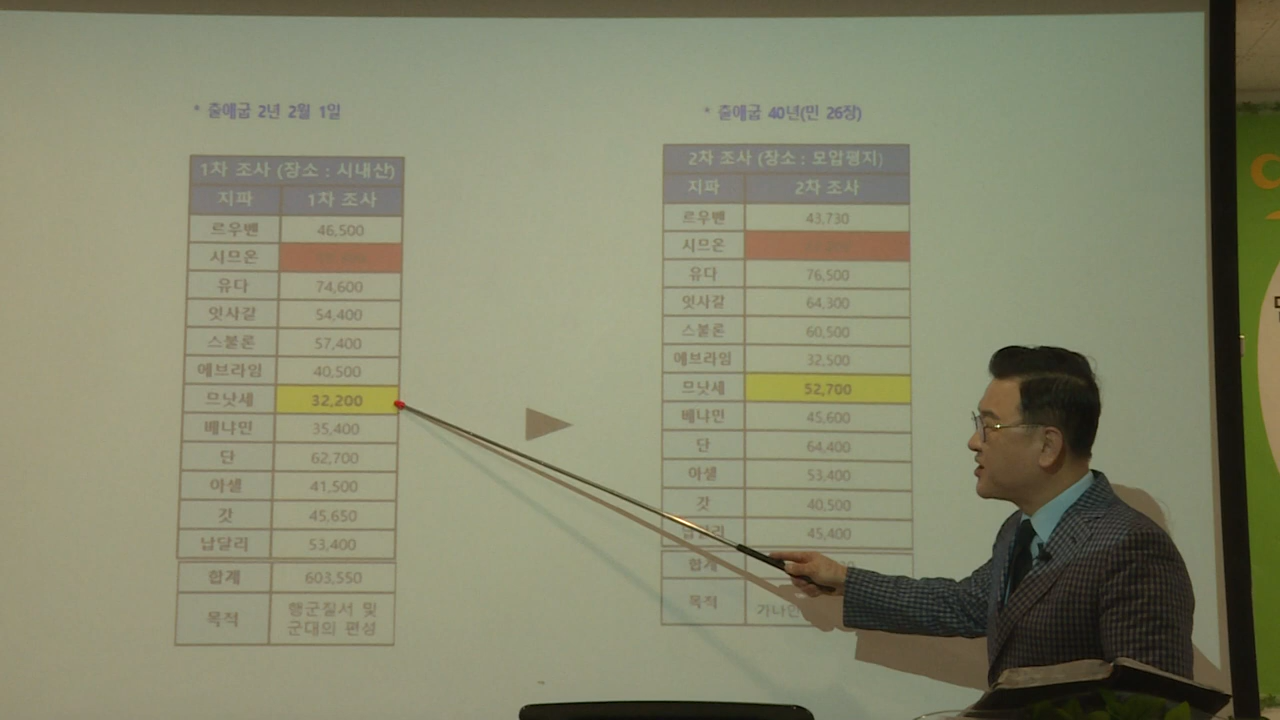 * 출애굽 2년 2월 1일
1차 조사 (장소 : 시내산)
지파 1차 조사
르우벤 46,500
시므온
유다 74,600
잇사갈 54,400
스불론 57,400
에브라임 40,500
므낫세 32,200
베냐민 35,400
단 62,700
아셀 41,500
갓 45,650
납달리 53,400
합계 603,550
목적 행군질서 및
군대의 편성
* 출애굽 40년(민 26장)
2차 조사 (장소 : 모압평지)
지파 2차 조사
르우벤 43,730
시므온
유다 76,500
잇사갈 64,300
스불론 60,500
에브라임 32,500
므낫세 52,700
베냐민 45,600
단 64,400
아셀 53,400
갓 40,500
납달리 45,400
합계
목적